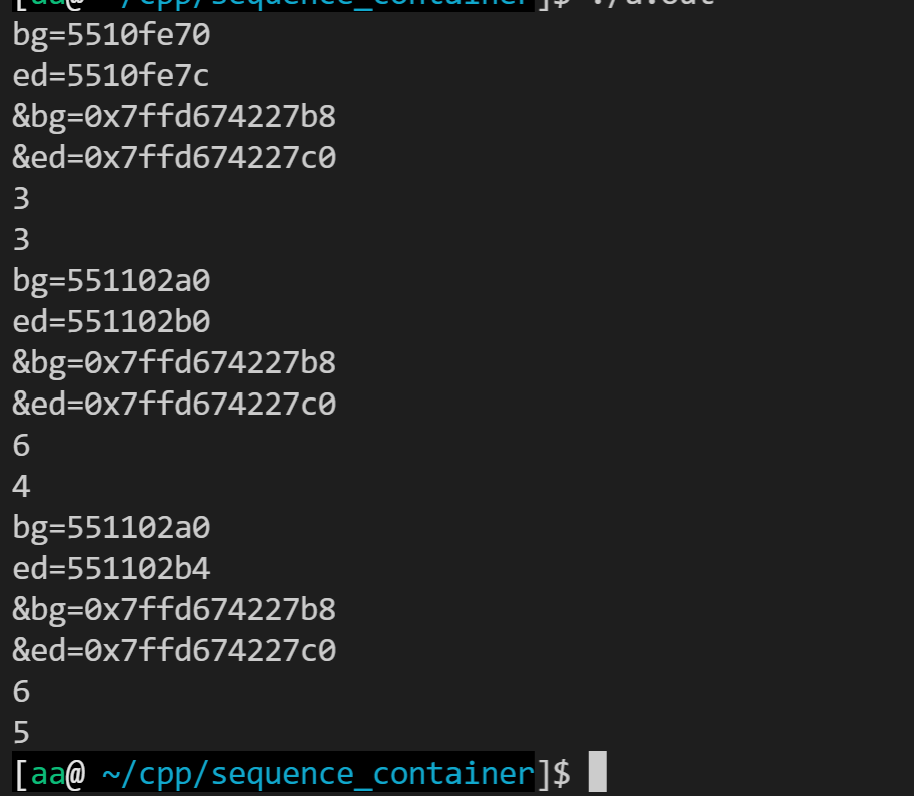 [aa@ ~/cpp/sequence_container]$ ./a.out
bg=5510fe70
ed=5510fe7c
&bg=0x7ffd674227b8
&ed=0x7ffd674227c0
3
3
bg=551102a0
ed=551102b0
&bg=0x7ffd674227b8
&ed=0x7ffd674227c0
6
4
bg=551102a0
ed=551102b4
&bg=0x7ffd674227b8
&ed=0x7ffd674227c0
6
5
[aa@ ~/cpp/sequence_container]$